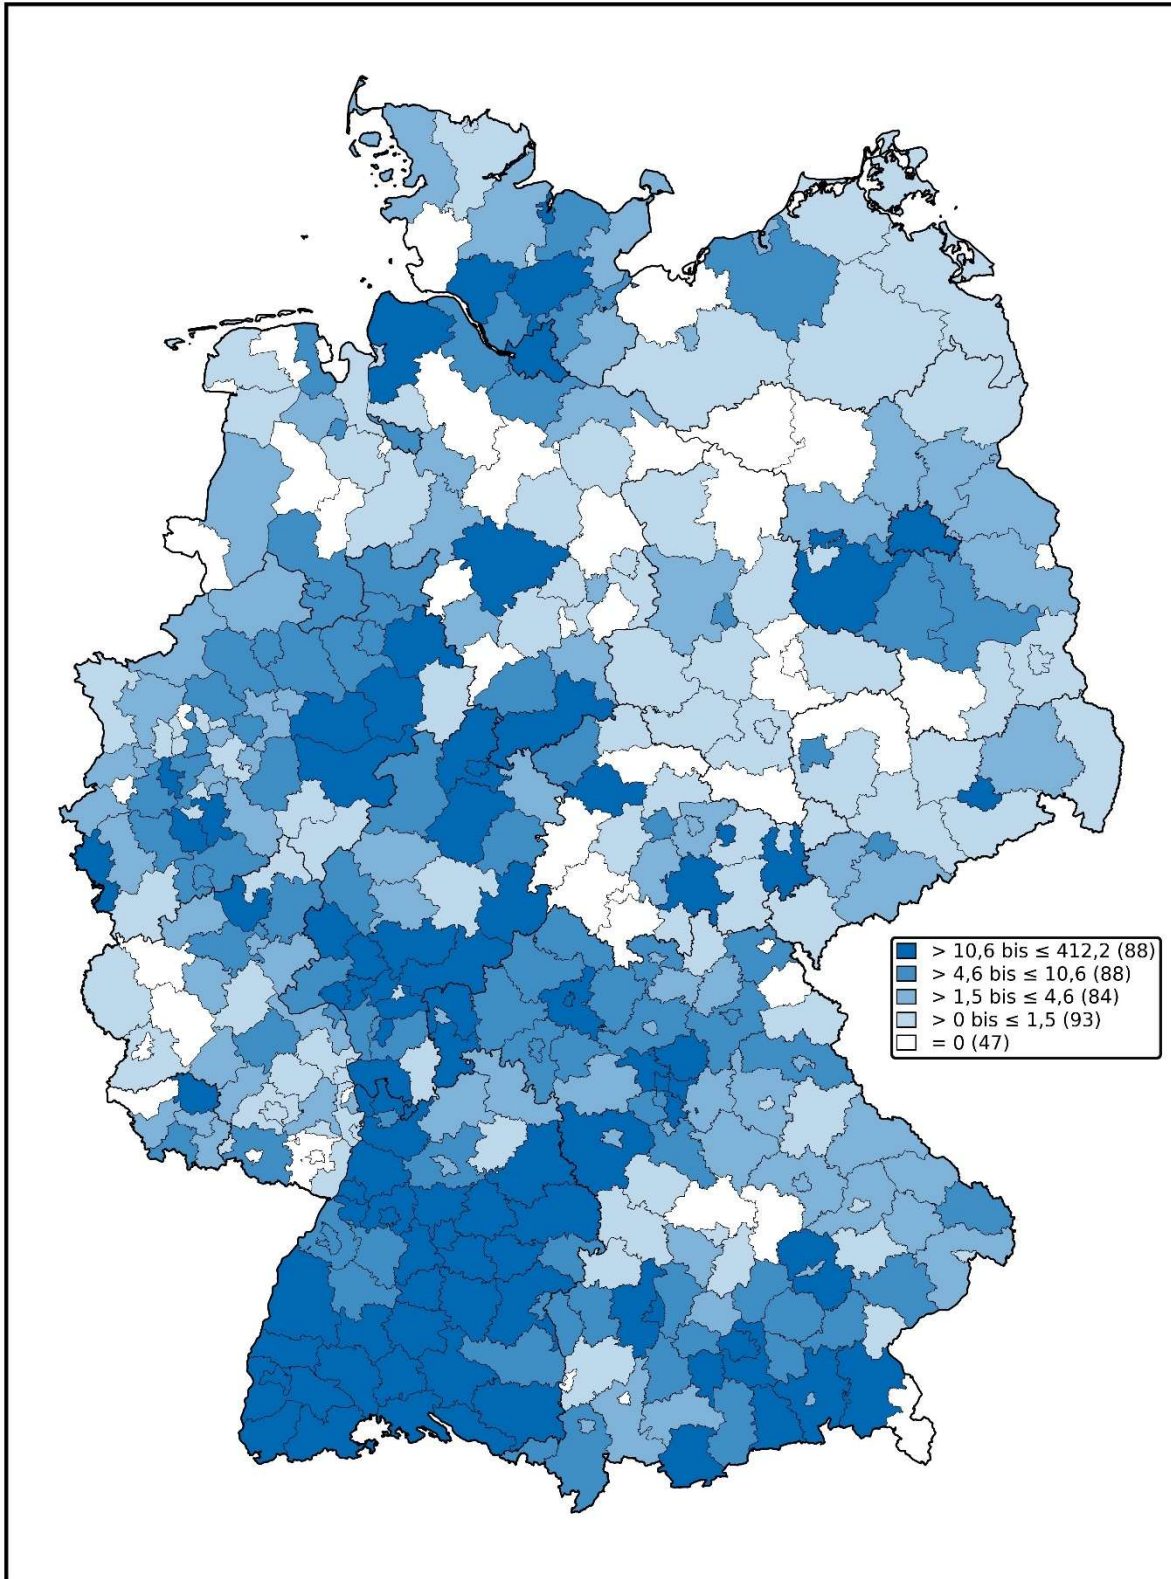 > 10,6 bis ≤ 412,2 (88)
> 4,6 bis ≤ 10,6 (88)
> 1,5 bis ≤ 4,6 (84)
> 0 bis ≤ 1,5 (93)
= 0 (47)